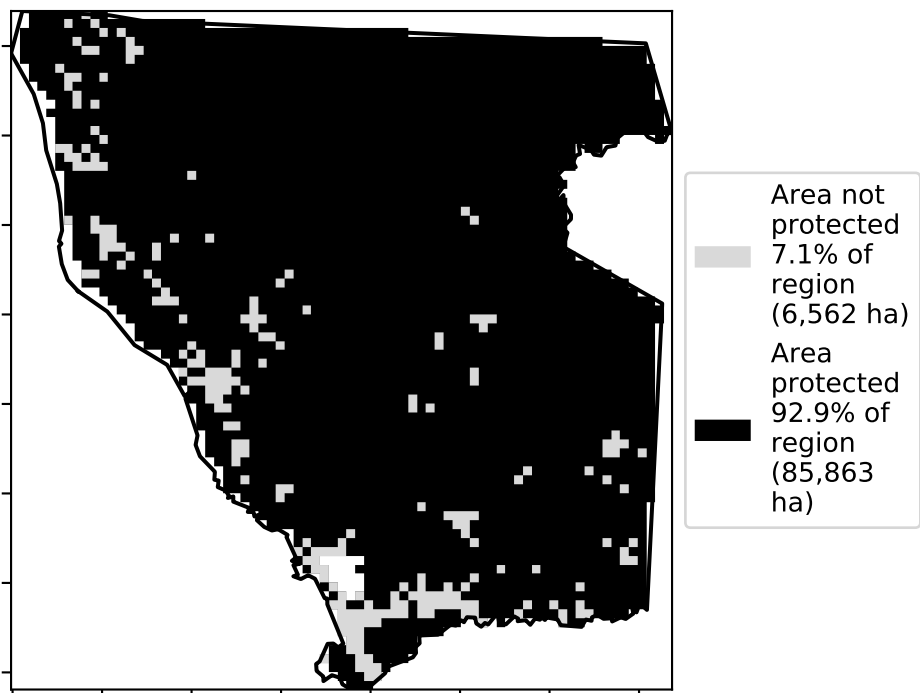 Area not
protected
7.1% of
region
(6,562 ha)
Area
protected
92.9% of
region
(85,863
ha)